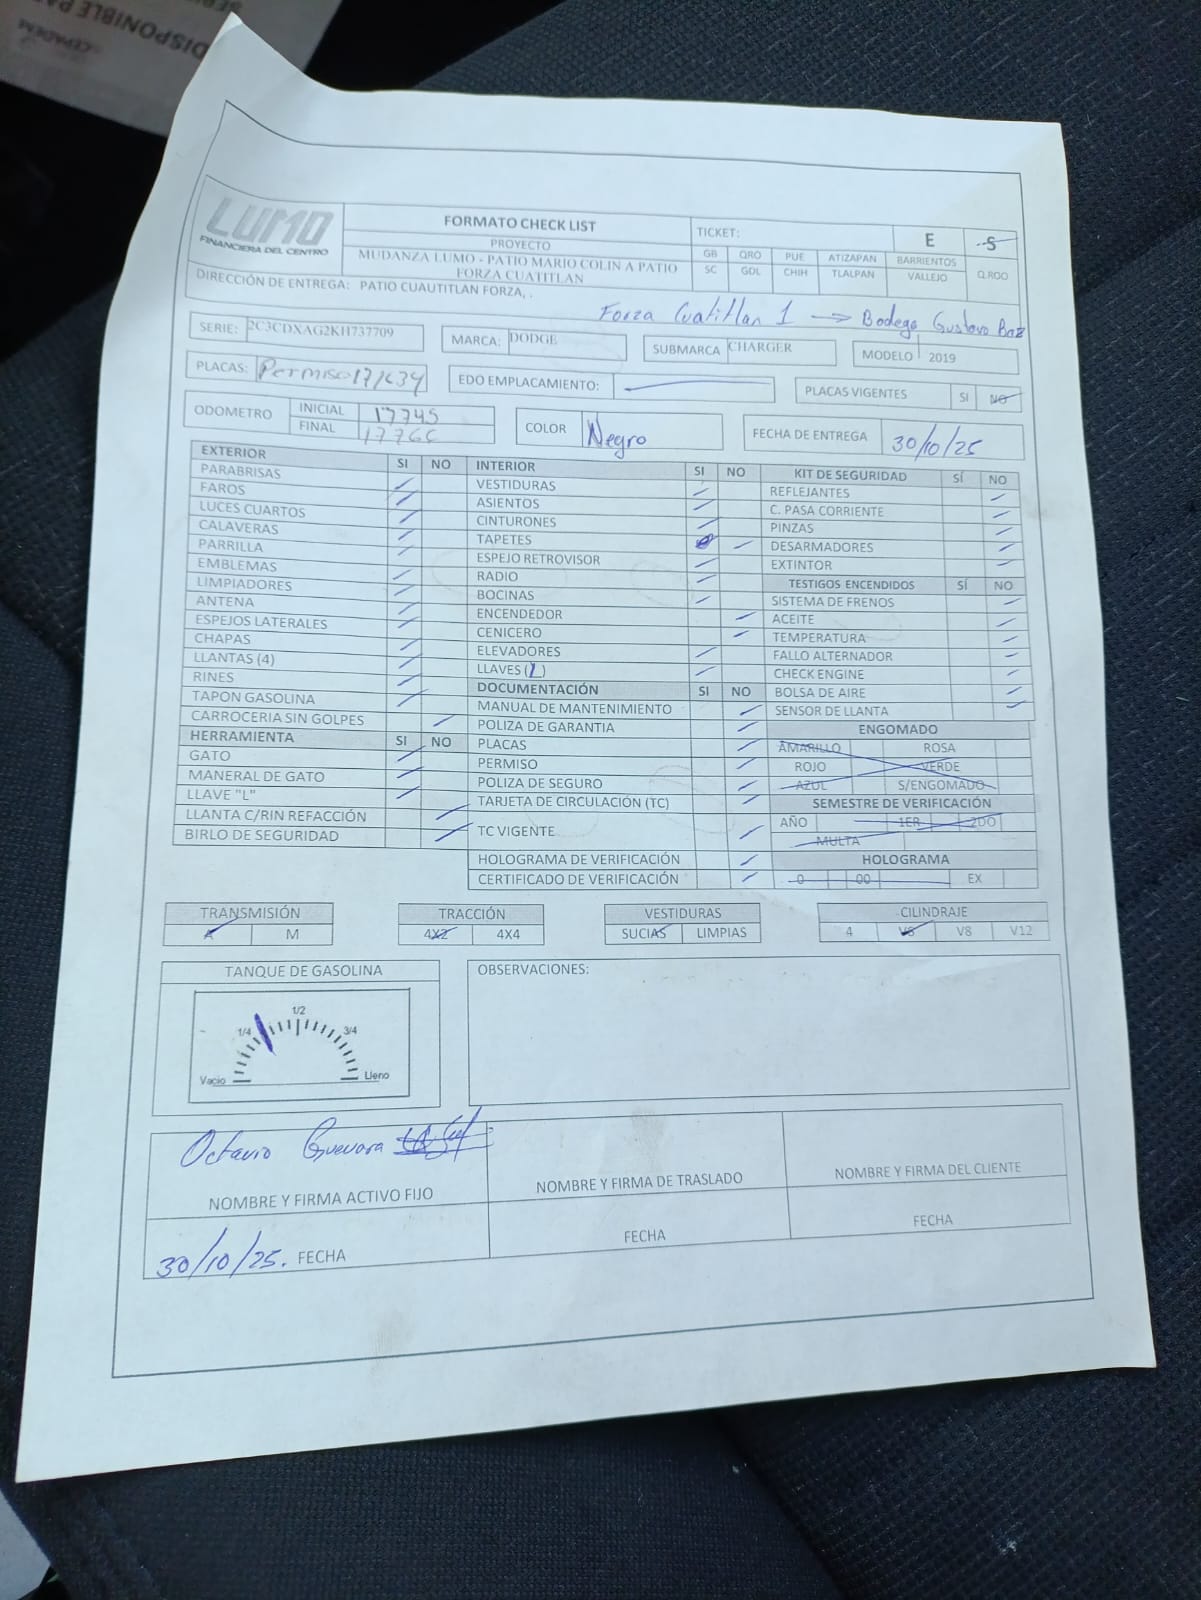 DISPONIBLE PA
LUMO
FINANCIERA DEL CENTRO
FORMATO CHECK LIST
PROYECTO
MUDANZA LUMO - PATIO MARIO COLIN A PATIO
FORZA CUATITLAN
TICKET: E S
GB QRO PUE ATIZAPAN BARRIENTOS
SC GDL CHIH TLALPAN VALLEJO Q.ROO
DIRECCIÓN DE ENTREGA: PATIO CUAUTITLAN FORZA, .
Forza Cuatitlan 1 → Bodega Gustavo Baz
SERIE: 2C3CDXAG2KH737709 MARCA: DODGE SUBMARCA CHARGER MODELO 2019
PLACAS: Permiso EDO EMPLACAMIENTO: PLACAS VIGENTES SI NO
ODOMETRO INICIAL 17745
FINAL
COLOR Negro FECHA DE ENTREGA 30/10/25
EXTERIOR SI NO
PARABRISAS
FAROS
LUCES CUARTOS
CALAVERAS
PARRILLA
EMBLEMAS
LIMPIADORES
ANTENA
ESPEJOS LATERALES
CHAPAS
LLANTAS (4)
RINES
TAPON GASOLINA
CARROCERIA SIN GOLPES
HERRAMIENTA SI NO
GATO
MANERAL DE GATO
LLAVE "L"
LLANTA C/RIN REFACCIÓN
BIRLO DE SEGURIDAD
INTERIOR SI NO
VESTIDURAS
ASIENTOS
CINTURONES
TAPETES
ESPEJO RETROVISOR
RADIO
BOCINAS
ENCENDEDOR
CENICERO
ELEVADORES
LLAVES (1)
DOCUMENTACIÓN SI NO
MANUAL DE MANTENIMIENTO
POLIZA DE GARANTIA
PLACAS
PERMISO
POLIZA DE SEGURO
TARJETA DE CIRCULACIÓN (TC)
TC VIGENTE
HOLOGRAMA DE VERIFICACIÓN
CERTIFICADO DE VERIFICACIÓN
KIT DE SEGURIDAD SÍ NO
REFLEJANTES
C. PASA CORRIENTE
PINZAS
DESARMADORES
EXTINTOR
TESTIGOS ENCENDIDOS SÍ NO
SISTEMA DE FRENOS
ACEITE
TEMPERATURA
FALLO ALTERNADOR
CHECK ENGINE
BOLSA DE AIRE
SENSOR DE LLANTA
ENGOMADO
AMARILLO ROSA
ROJO VERDE
AZUL S/ENGOMADO
SEMESTRE DE VERIFICACIÓN
AÑO 1ER 2DO
MULTA
HOLOGRAMA
0 00 EX
TRANSMISIÓN
A M
TRACCIÓN
4X2 4X4
VESTIDURAS
SUCIAS LIMPIAS
CILINDRAJE
4 V6 V8 V12
TANQUE DE GASOLINA
Vacio 1/4 1/2 3/4 Lleno
OBSERVACIONES:
Octavio Guevara
NOMBRE Y FIRMA ACTIVO FIJO
NOMBRE Y FIRMA DE TRASLADO
NOMBRE Y FIRMA DEL CLIENTE
30/10/25. FECHA
FECHA
FECHA